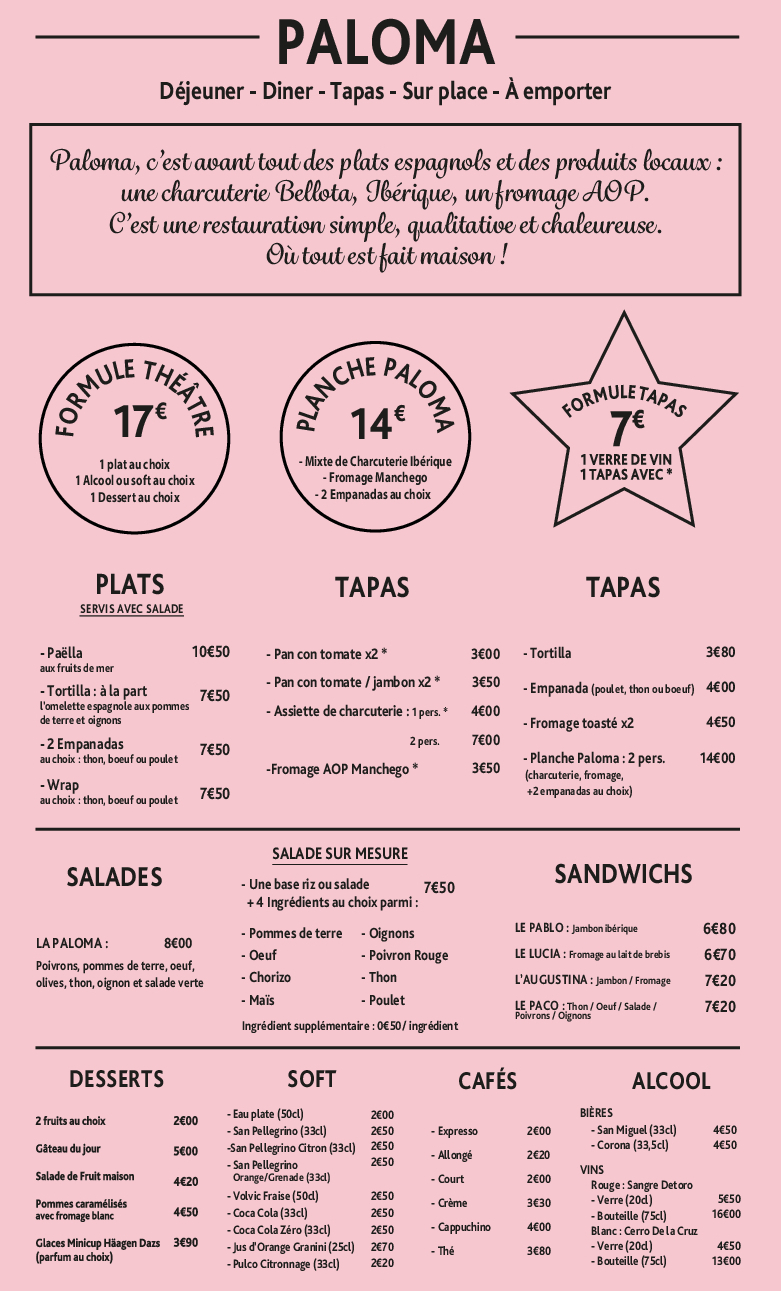 PALOMA
Déjeuner - Diner - Tapas - Sur place - À emporter
Paloma, c'est avant tout des plats espagnols et des produits locaux :
une charcuterie Bellota, Ibérique, un fromage AOP.
C'est une restauration simple, qualitative et chaleureuse.
Où tout est fait maison !
FORMULE THÉÂTRE
17€
1 plat au choix
1 Alcool ou soft au choix
1 Dessert au choix
PLANCHE PALOMA
14€
- Mixte de Charcuterie Ibérique
- Fromage Manchego
- 2 Empanadas au choix
FORMULE TAPAS
7€
1 VERRE DE VIN
1 TAPAS AVEC *
PLATS
SERVIS AVEC SALADE
- Paëlla 10€50
aux fruits de mer
- Tortilla : à la part 7€50
l'omelette espagnole aux pommes
de terre et oignons
- 2 Empanadas 7€50
au choix : thon, boeuf ou poulet
- Wrap 7€50
au choix : thon, boeuf ou poulet
TAPAS
- Pan con tomate x2 * 3€00
- Pan con tomate / jambon x2 * 3€50
- Assiette de charcuterie : 1 pers. * 4€00
2 pers. 7€00
-Fromage AOP Manchego * 3€50
TAPAS
- Tortilla 3€80
- Empanada (poulet, thon ou boeuf) 4€00
- Fromage toasté x2 4€50
- Planche Paloma : 2 pers. 14€00
(charcuterie, fromage,
+2 empanadas au choix)
SALADES
LA PALOMA : 8€00
Poivrons, pommes de terre, oeuf,
olives, thon, oignon et salade verte
SALADE SUR MESURE
- Une base riz ou salade 7€50
+ 4 Ingrédients au choix parmi :
- Pommes de terre - Oignons
- Oeuf - Poivron Rouge
- Chorizo - Thon
- Maïs - Poulet
Ingrédient supplémentaire : 0€50/ ingrédient
SANDWICHS
LE PABLO : Jambon ibérique 6€80
LE LUCIA : Fromage au lait de brebis 6€70
L'AUGUSTINA : Jambon / Fromage 7€20
LE PACO : Thon / Oeuf / Salade / 7€20
Poivrons / Oignons
DESSERTS
2 fruits au choix 2€00
Gâteau du jour 5€00
Salade de Fruit maison 4€20
Pommes caramélisés 4€50
avec fromage blanc
Glaces Minicup Häagen Dazs 3€90
(parfum au choix)
SOFT
- Eau plate (50cl) 2€00
- San Pellegrino (33cl) 2€50
-San Pellegrino Citron (33cl) 2€50
- San Pellegrino 2€50
Orange/Grenade (33cl)
- Volvic Fraise (50cl) 2€50
- Coca Cola (33cl) 2€50
- Coca Cola Zéro (33cl) 2€50
- Jus d'Orange Granini (25cl) 2€70
- Pulco Citronnage (33cl) 2€20
CAFÉS
- Expresso 2€00
- Allongé 2€20
- Court 2€00
- Crème 3€30
- Cappuchino 4€00
- Thé 3€80
ALCOOL
BIÈRES
- San Miguel (33cl) 4€50
- Corona (33,5cl) 4€50
VINS
Rouge : Sangre Detoro
- Verre (20cl) 5€50
- Bouteille (75cl) 16€00
Blanc : Cerro De la Cruz
- Verre (20cl) 4€50
- Bouteille (75cl) 13€00